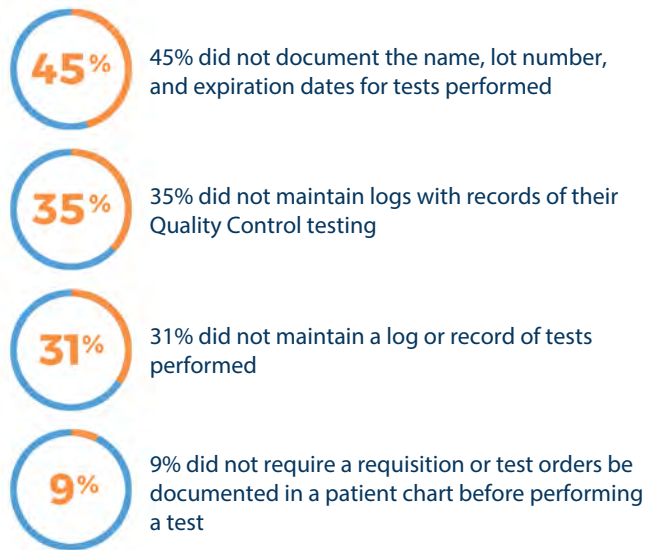 45%
45% did not document the name, lot number,
and expiration dates for tests performed
35%
35% did not maintain logs with records of their
Quality Control testing
31%
31% did not maintain a log or record of tests
performed
9%
9% did not require a requisition or test orders be
documented in a patient chart before performing
a test